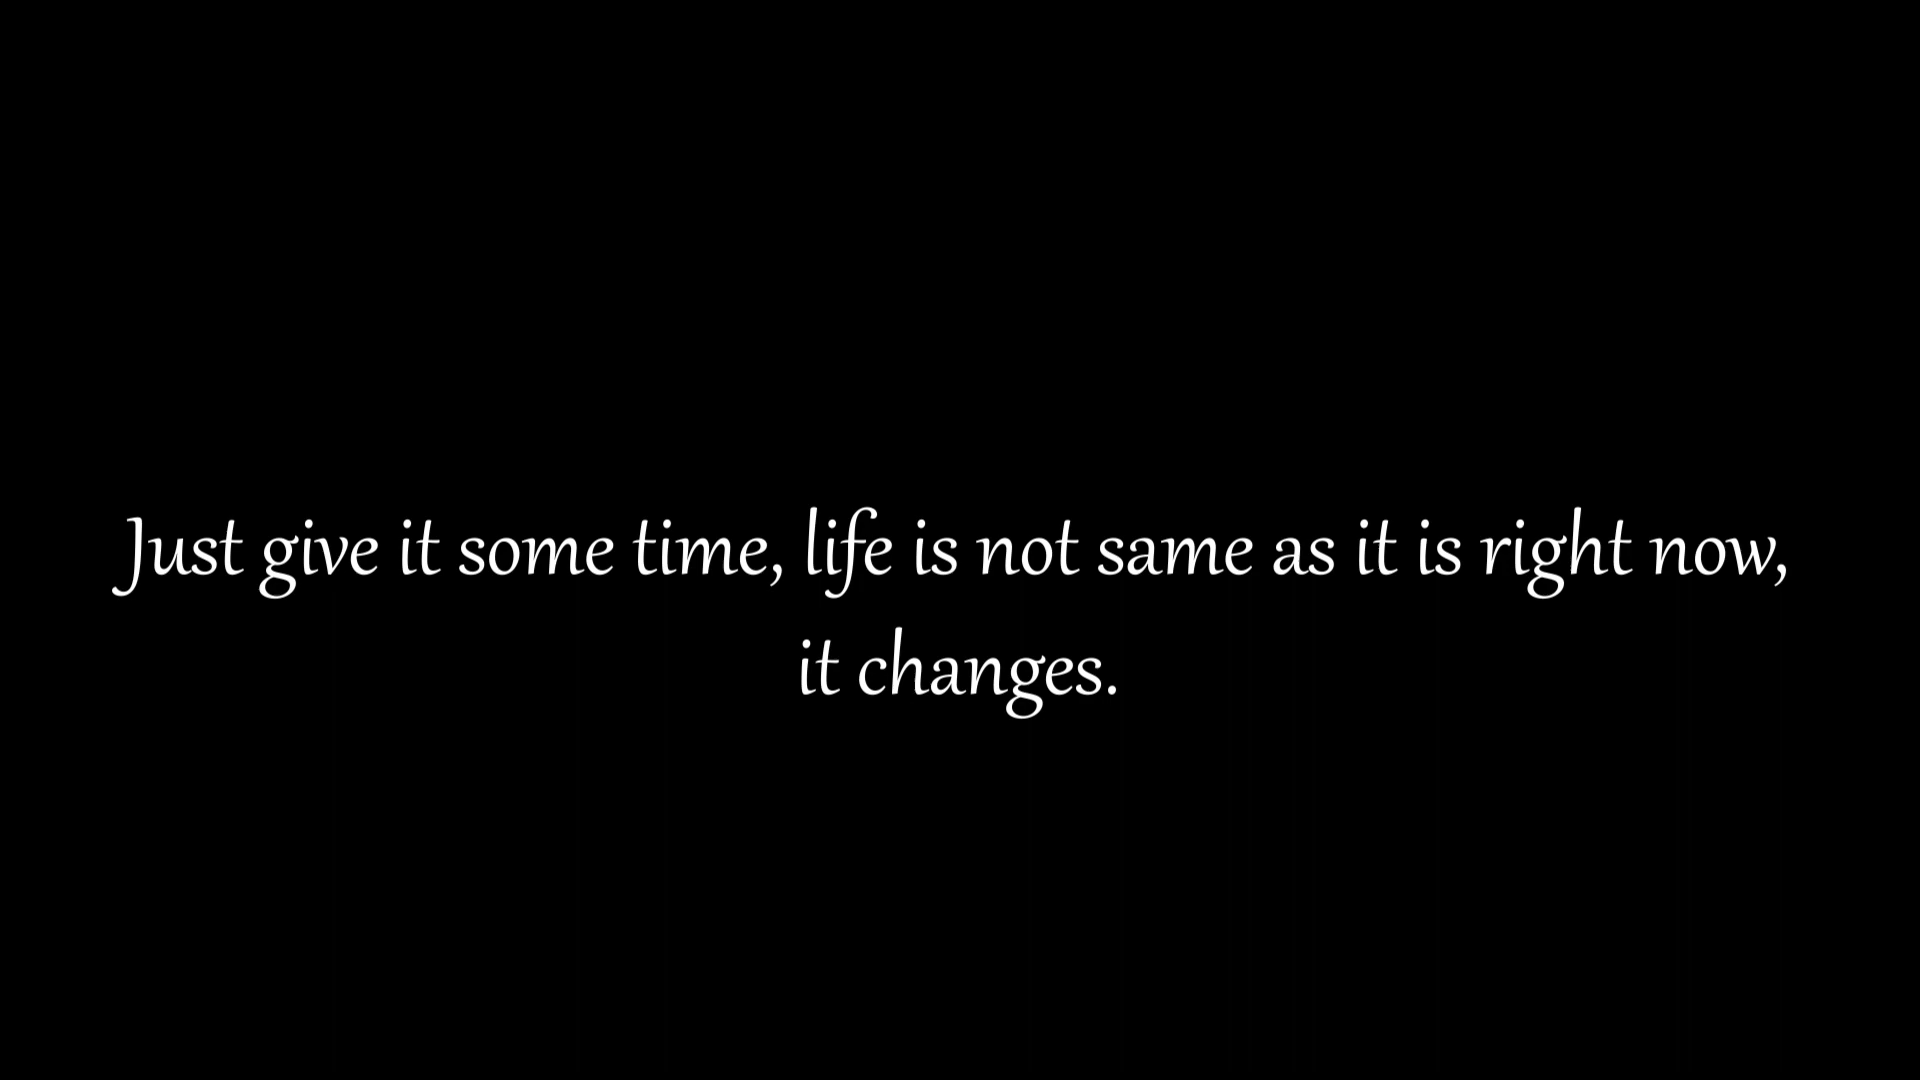 Just give it some time, life is not same as it is right now,
it changes.